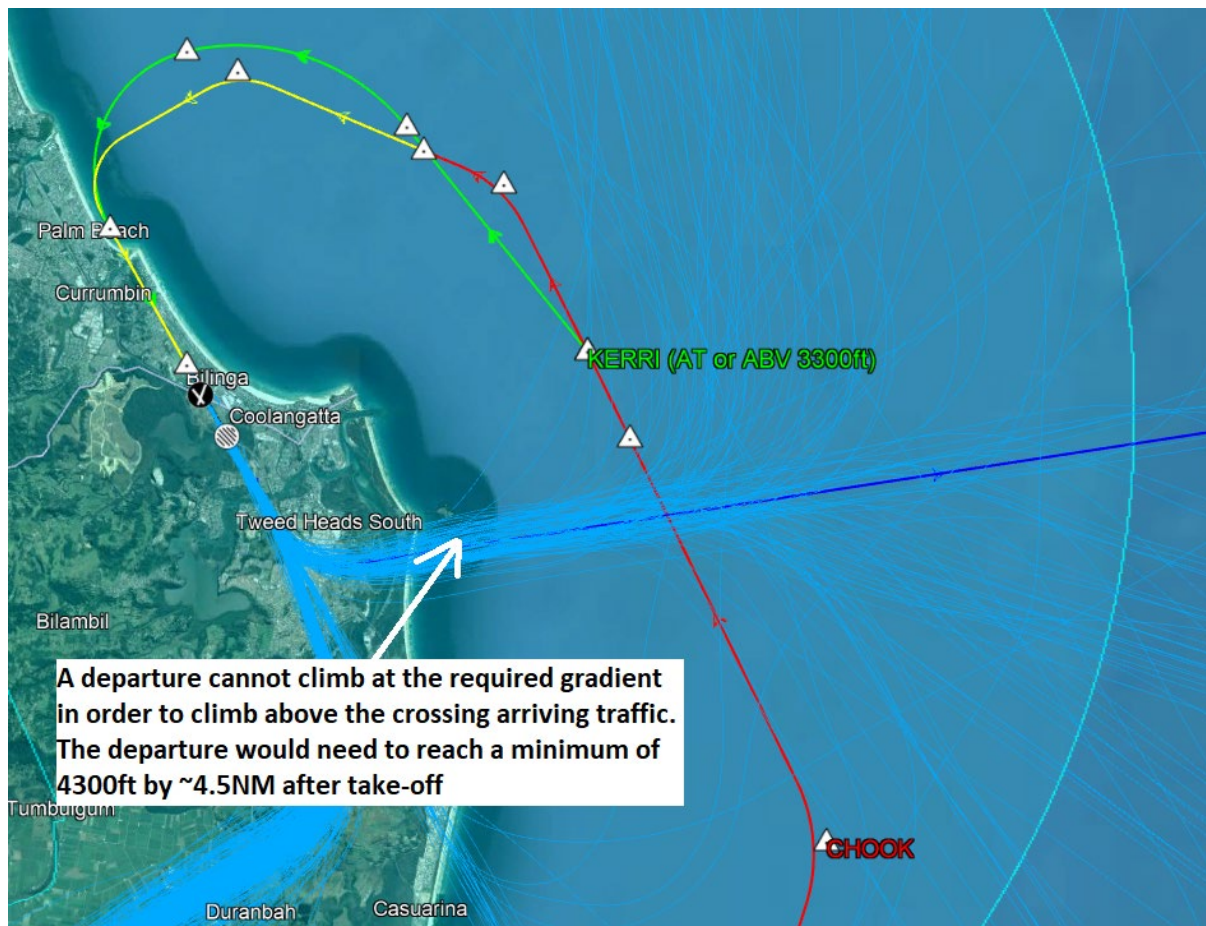 Palm Beach
Currumbin
KERRI (AT or ABV 3300ft)
Bilinga
Coolangatta
Tweed Heads South
Bilambil
A departure cannot climb at the required gradient
in order to climb above the crossing arriving traffic.
The departure would need to reach a minimum of
4300ft by ~4.5NM after take-off
Tumbulgum
CHOOK
Duranbah
Casuarina